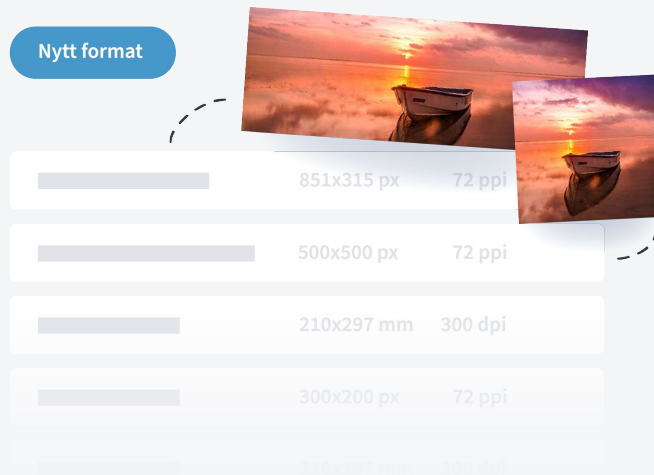 Nytt format
851x315 px 72 ppi
500x500 px 72 ppi
210x297 mm 300 dpi
300x200 px 72 ppi